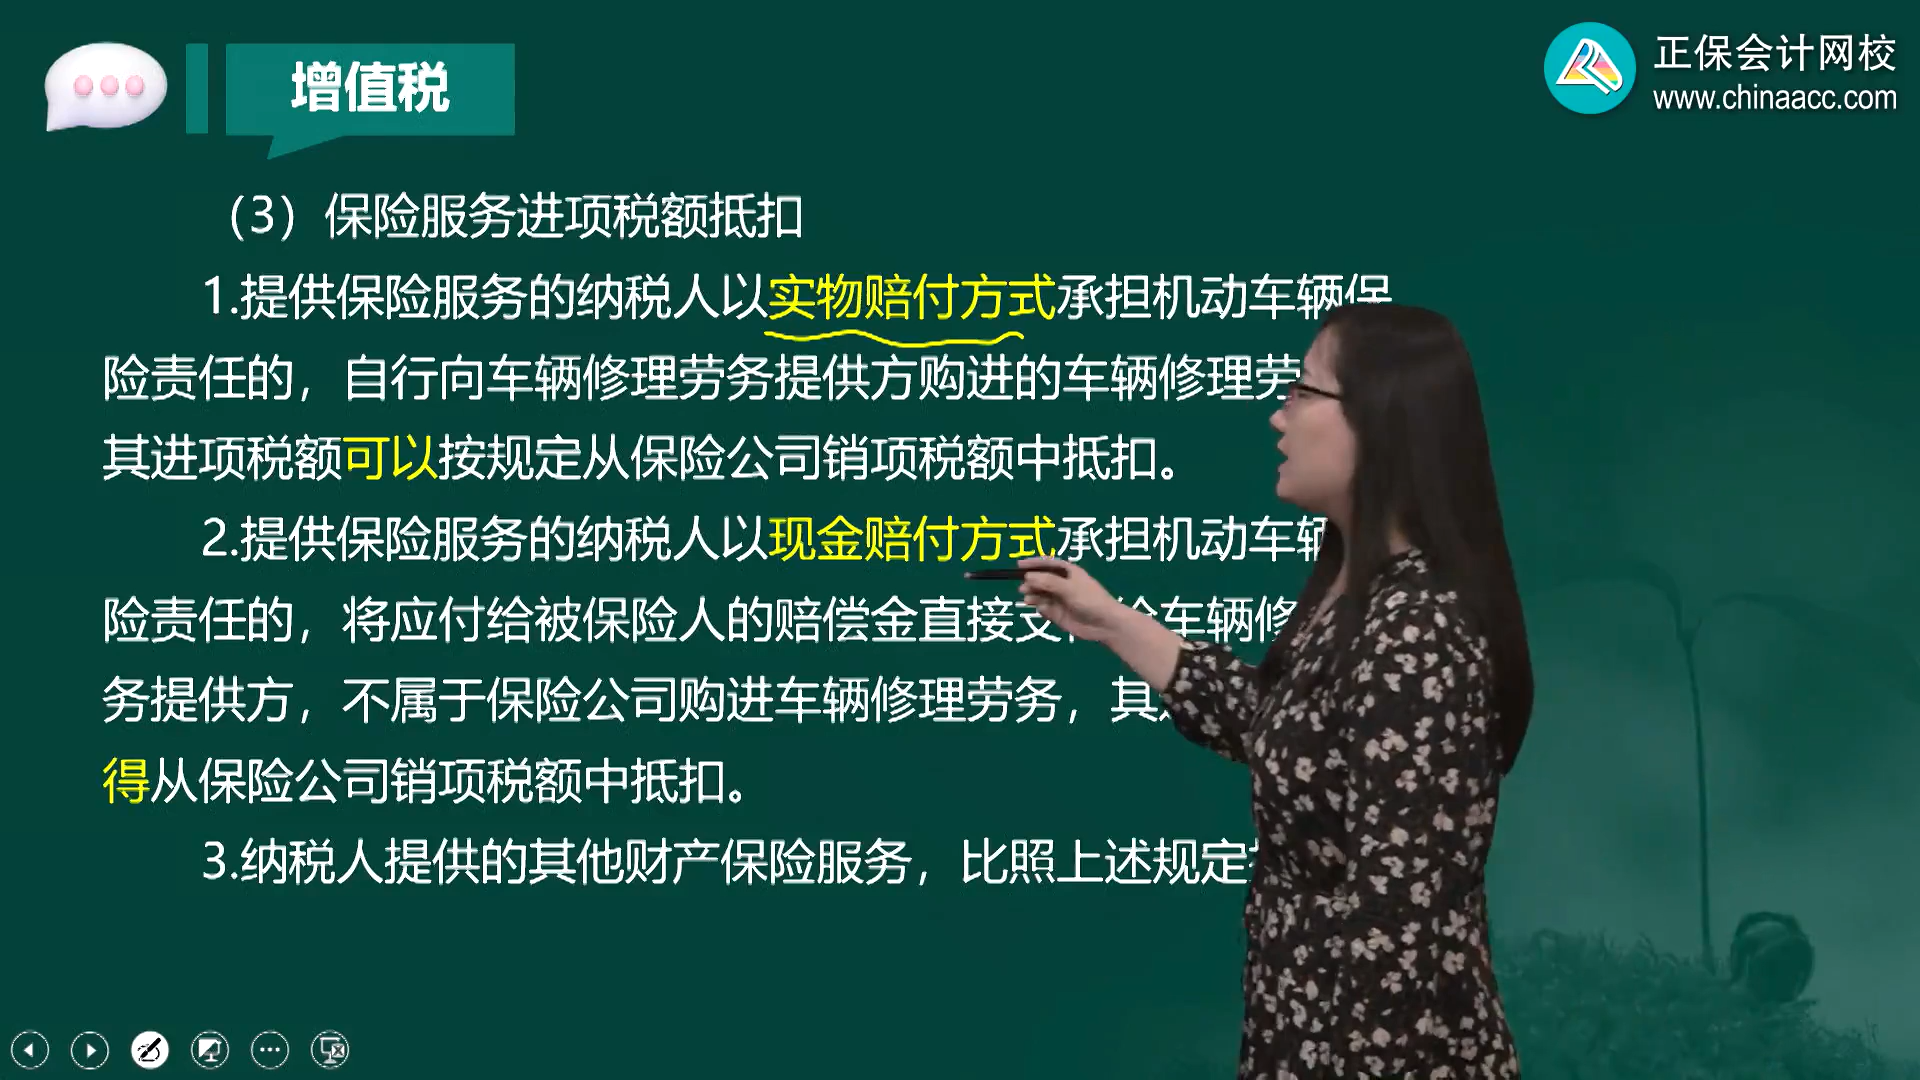 增值税
正保会计网校
www.chinaacc.com
（3）保险服务进项税额抵扣
1.提供保险服务的纳税人以实物赔付方式承担机动车辆保
险责任的，自行向车辆修理劳务提供方购进的车辆修理劳
其进项税额可以按规定从保险公司销项税额中抵扣。
2.提供保险服务的纳税人以现金赔付方式承担机动车辆
险责任的，将应付给被保险人的赔偿金直接支付给车辆修
务提供方，不属于保险公司购进车辆修理劳务，其
得从保险公司销项税额中抵扣。
3.纳税人提供的其他财产保险服务，比照上述规定